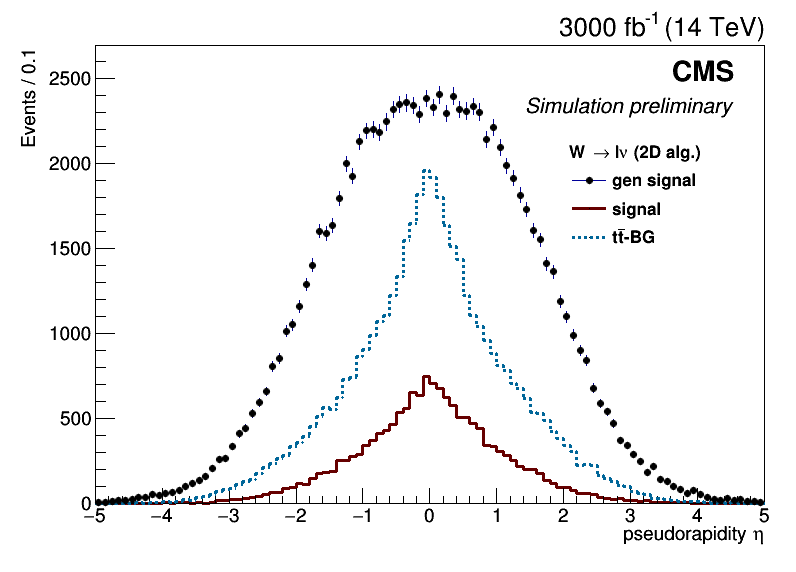 3000 fb⁻¹ (14 TeV)
Events / 0.1
2500
2000
1500
1000
500
0
CMS
Simulation preliminary
W → lν (2D alg.)
gen signal
signal
tt̄-BG
−5 −4 −3 −2 −1 0 1 2 3 4 5
pseudorapidity η